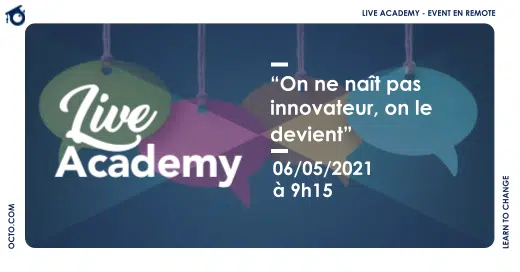 LIVE ACADEMY - EVENT EN REMOTE
Live
Academy
“On ne naît pas
innovateur, on le
devient”
06/05/2021
à 9h15
OCTO.COM
LEARN TO CHANGE